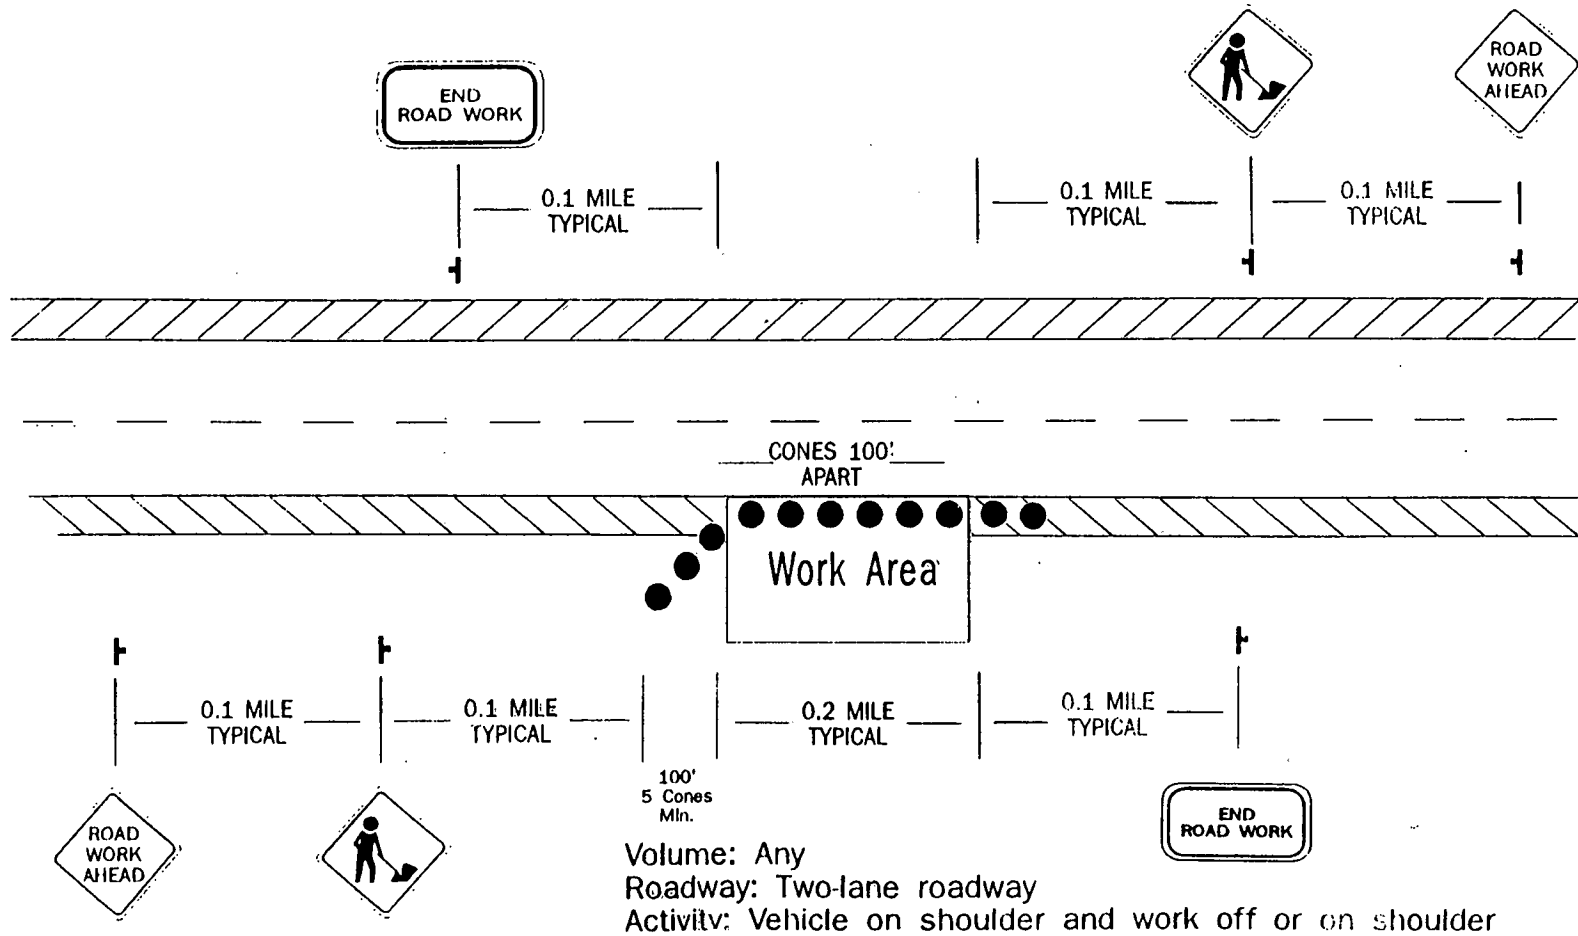 END
ROAD WORK
ROAD
WORK
AHEAD
0.1 MILE
TYPICAL
0.1 MILE
TYPICAL
0.1 MILE
TYPICAL
CONES 100'
APART
Work Area
0.1 MILE
TYPICAL
0.1 MILE
TYPICAL
0.2 MILE
TYPICAL
0.1 MILE
TYPICAL
100'
5 Cones
Min.
ROAD
WORK
AHEAD
END
ROAD WORK
Volume: Any
Roadway: Two-lane roadway
Activity: Vehicle on shoulder and work off or on shoulder